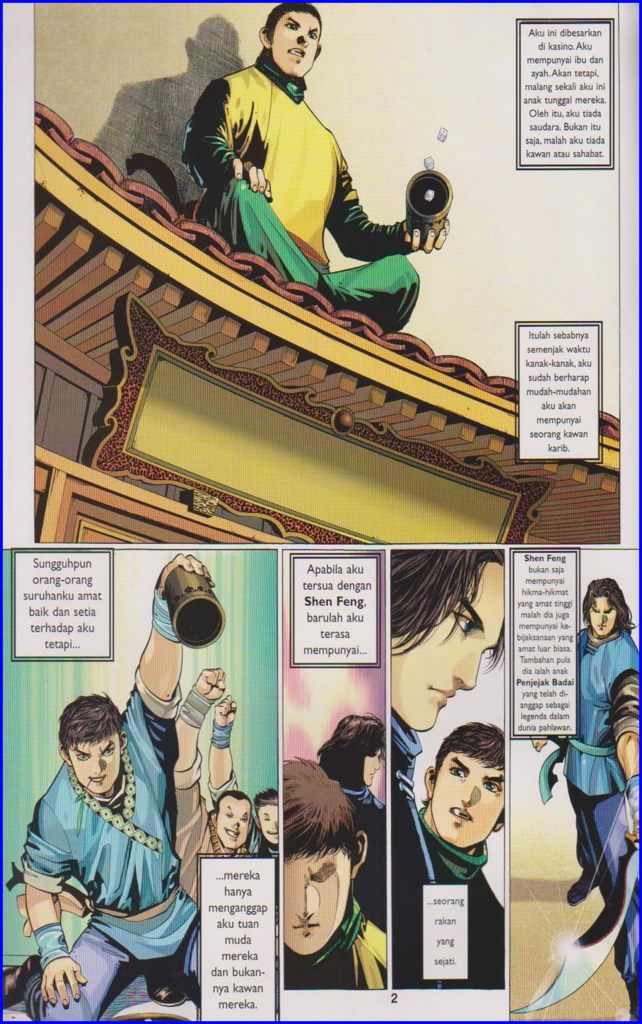 Aku ini dibesarkan
di kasino. Aku
mempunyai ibu dan
ayah. Akan tetapi,
malang sekali aku ini
anak tunggal mereka.
Oleh itu, aku tiada
saudara. Bukan itu
saja, malah aku tiada
kawan atau sahabat.
Itulah sebabnya
semenjak waktu
kanak-kanak, aku
sudah berharap
mudah-mudahan
aku akan
mempunyai
seorang kawan
karib.
Sungguhpun
orang-orang
suruhanku amat
baik dan setia
terhadap aku
tetapi...
...mereka
hanya
menganggap
aku tuan
muda
mereka
dan bukan-
nya kawan
mereka.
Apabila aku
tersua dengan
Shen Feng,
barulah aku
terasa
mempunyai...
...seorang
rakan
yang
sejati.
Shen Feng
bukan saja
mempunyai
hikma-hikmat
yang amat tinggi
malah dia juga
mempunyai ke-
bijaksanaan yang
amat luar biasa.
Tambahan pula
dia ialah anak
Penjejak Badai
yang telah di-
anggap sebagai
legenda dalam
dunia pahlawan.
2